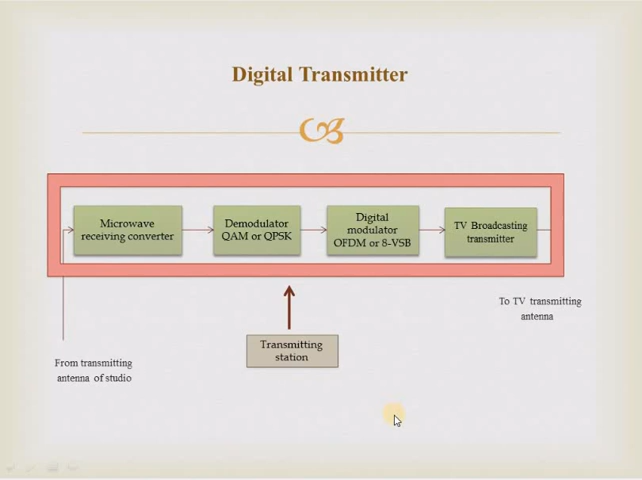 Digital Transmitter
Microwave
receiving converter
Demodulator
QAM or QPSK
Digital
modulator
OFDM or 8-VSB
TV Broadcasting
transmitter
To TV transmitting
antenna
Transmitting
station
From transmitting
antenna of studio